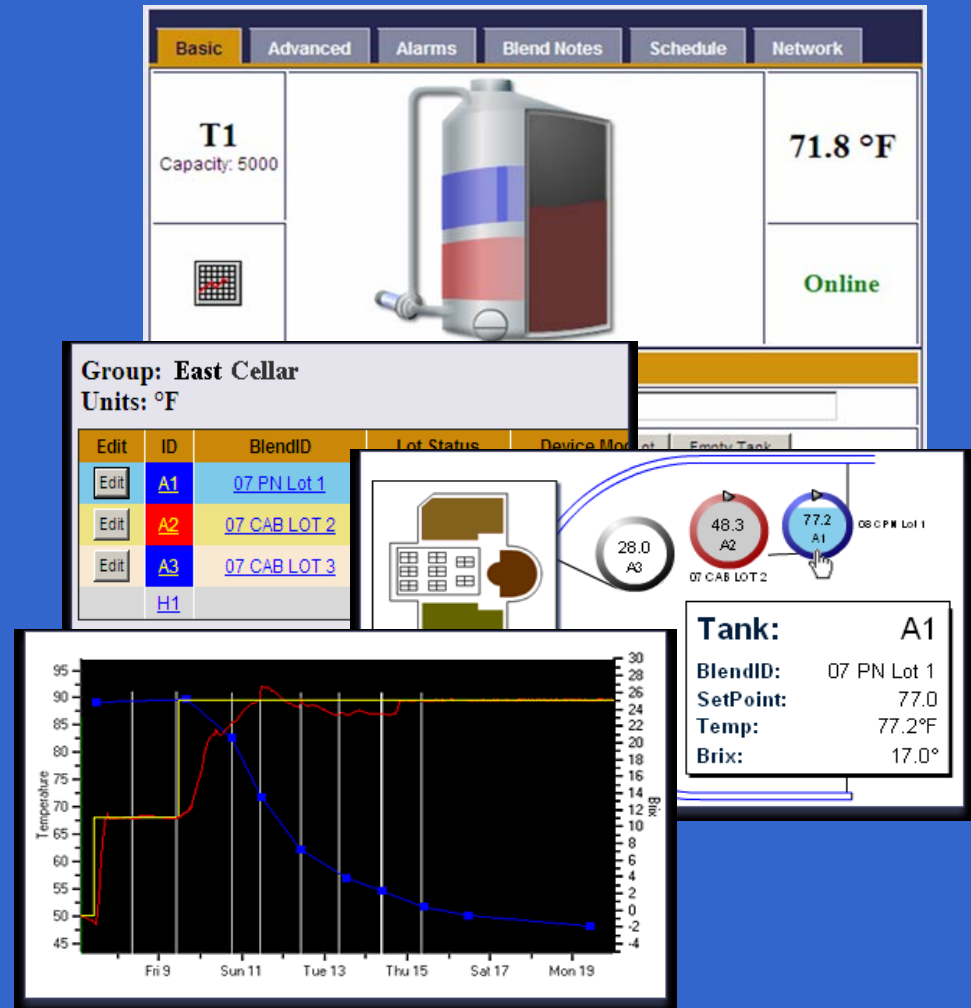 Basic Advanced Alarms Blend Notes Schedule Network
T1
Capacity: 5000
71.8 °F
Online
Group: East Cellar
Units: °F
Edit ID BlendID Lot Status Device Mod
Edit A1 07 PN Lot 1
Edit A2 07 CAB LOT 2
Edit A3 07 CAB LOT 3
H1
Empty Tank
28.0
A3
48.3
A2
07 CAB LOT 2
77.2
A1
Tank: A1
BlendID: 07 PN Lot 1
SetPoint: 77.0
Temp: 77.2°F
Brix: 17.0°
Temperature
95
90
85
80
75
70
65
60
55
50
45
30
28
26
24
22
20
18
16
14
12
10
8
6
4
2
0
-2
-4
Brix
Fri 9 Sun 11 Tue 13 Thu 15 Sat 17 Mon 19